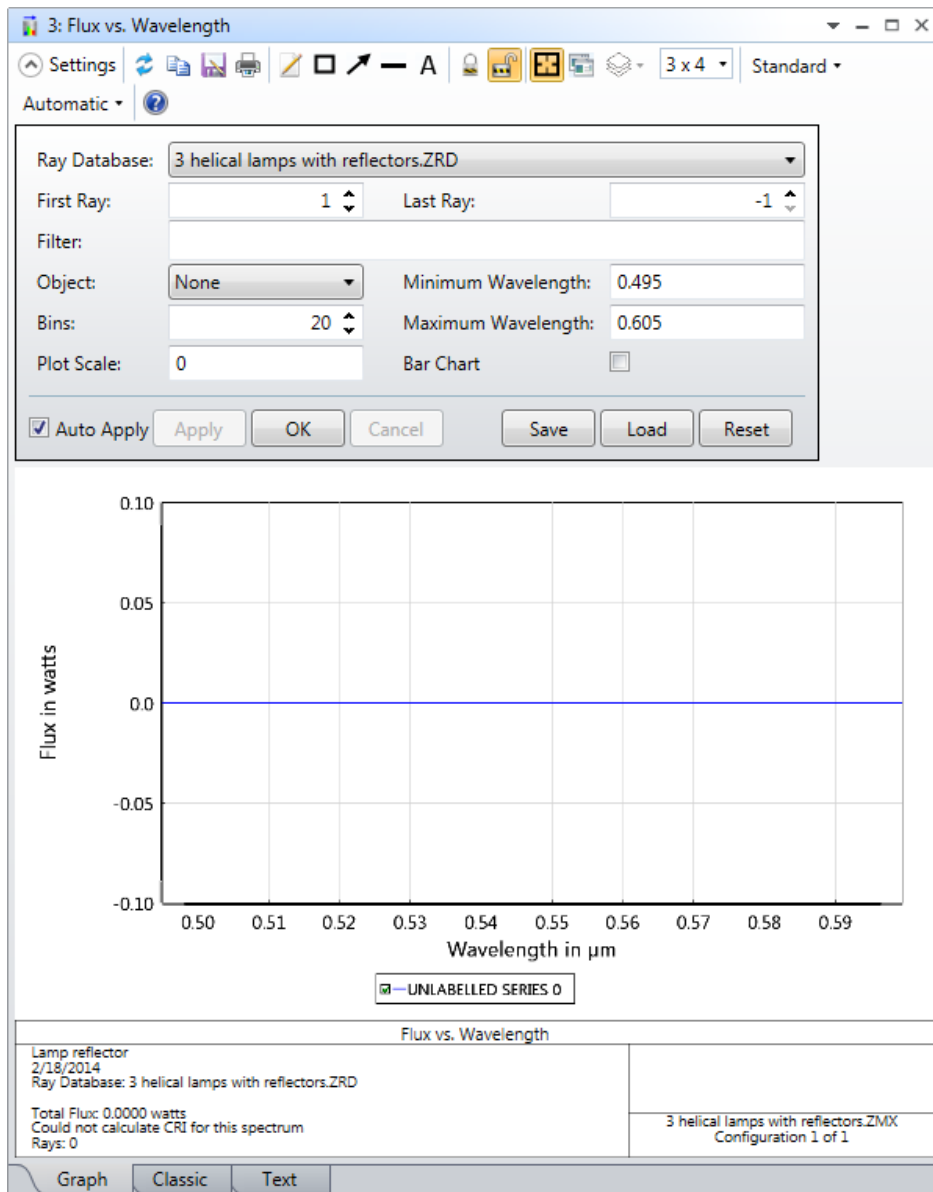 3: Flux vs. Wavelength
Settings A 3 x 4 Standard
Automatic ?
Ray Database: 3 helical lamps with reflectors.ZRD
First Ray: 1 Last Ray: -1
Filter:
Object: None Minimum Wavelength: 0.495
Bins: 20 Maximum Wavelength: 0.605
Plot Scale: 0 Bar Chart
Auto Apply Apply OK Cancel Save Load Reset
0.10
0.05
0.0
-0.05
-0.10
Flux in watts
0.50 0.51 0.52 0.53 0.54 0.55 0.56 0.57 0.58 0.59
Wavelength in µm
UNLABELLED SERIES 0
Flux vs. Wavelength
Lamp reflector
2/18/2014
Ray Database: 3 helical lamps with reflectors.ZRD
Total Flux: 0.0000 watts
Could not calculate CRI for this spectrum
Rays: 0
3 helical lamps with reflectors.ZMX
Configuration 1 of 1
Graph Classic Text